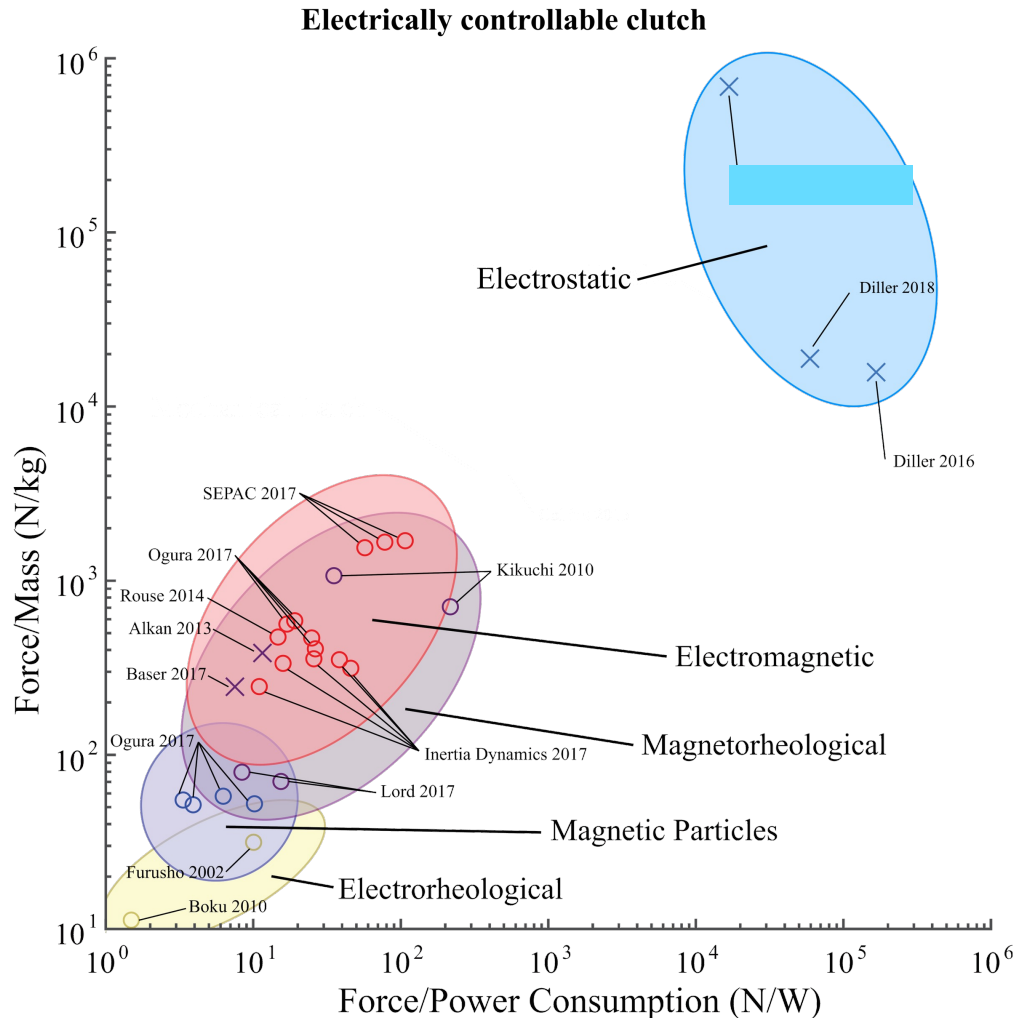 Electrically controllable clutch
10^6
10^5
10^4
10^3
10^2
10^1
Force/Mass (N/kg)
Electrostatic
Diller 2018
Diller 2016
SEPAC 2017
Ogura 2017
Kikuchi 2010
Rouse 2014
Alkan 2013
Electromagnetic
Baser 2017
Ogura 2017
Inertia Dynamics 2017
Magnetorheological
Lord 2017
Magnetic Particles
Furusho 2002
Electrorheological
Boku 2010
10^0 10^1 10^2 10^3 10^4 10^5 10^6
Force/Power Consumption (N/W)